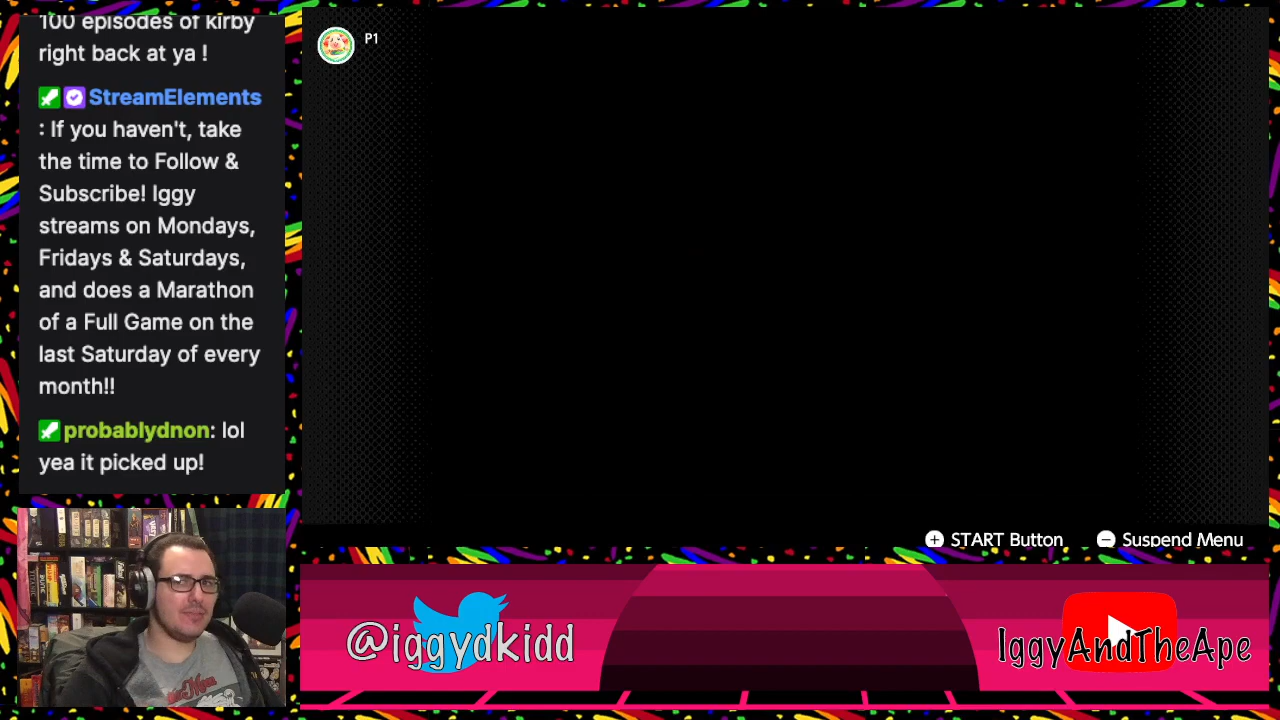 100 episodes of kirby
right back at ya !
StreamElements
: If you haven't, take
the time to Follow &
Subscribe! Iggy
streams on Mondays,
Fridays & Saturdays,
and does a Marathon
of a Full Game on the
last Saturday of every
month!!
probablydnon: lol
yea it picked up!
P1
START Button
Suspend Menu
@iggydkidd
IggyAndTheApe